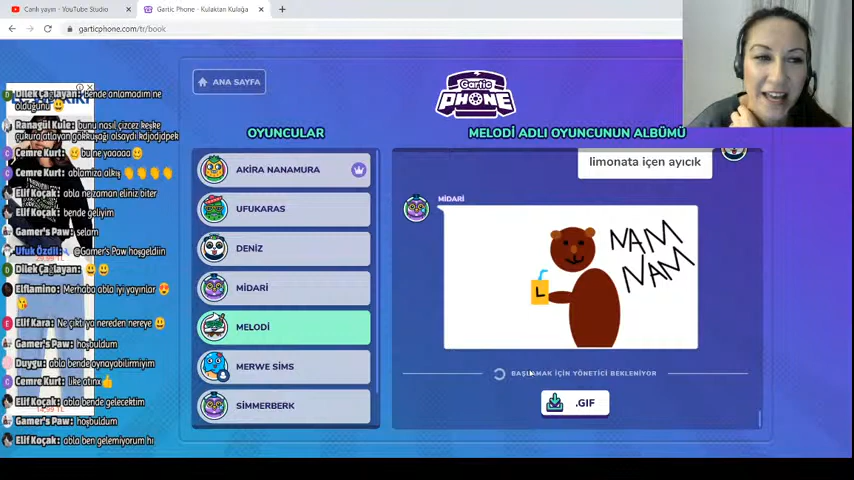 Canlı yayın - YouTube Studio
Gartic Phone - Kulaktan Kulağa
garticphone.com/tr/book
Dilek Çağlayan: Bende anlamadım ne
olduğunu
Ranagül Kule: bunu nasıl çizcez keşke
çukura atlayan gökkuşağı olsaydı kdjdjdjdpek
Cemre Kurt: bu ne yaaaaa
Cemre Kurt: ablamıza alkış
Elif Koçak: abla ne zaman eliniz biter
Elif Koçak: bende geliyim
Gamer's Paw: selam
Ufuk Özdil: @Gamer's Paw hoşgeldiin
Dilek Çağlayan:
Elflamino: Merhaba abla iyi yayınlar
Elif Kara: Ne çıktı ya nereden nereye
Gamer's Paw: hoşbuldum
Duygu: abla bende oynayabilirmiyim
Cemre Kurt: like atınx
Elif Koçak: abla bende gelecektim
Gamer's Paw: hoşbuldum
Elif Koçak: abla ben gelemiyorum hı
ANA SAYFA
Gartic
PHONE
OYUNCULAR
AKİRA NANAMURA
UFUKARAS
DENİZ
MİDARİ
MELODİ
MERWE SİMS
SİMMERBERK
MELODİ ADLI OYUNCUNUN ALBÜMÜ
limonata içen ayıcık
MİDARİ
NAM
NAM
L
BAŞLAMAK İÇİN YÖNETİCİ BEKLENİYOR
.GIF